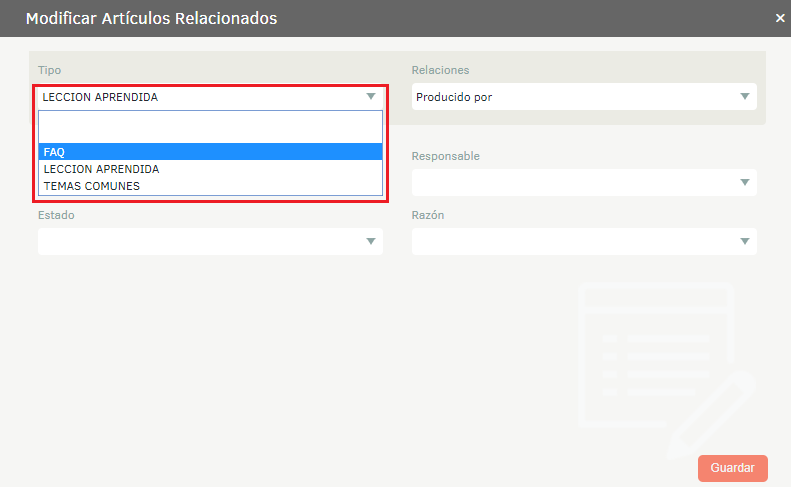 Modificar Artículos Relacionados
×
Tipo
Relaciones
LECCION APRENDIDA
Producido por
FAQ
LECCION APRENDIDA
TEMAS COMUNES
Responsable
Estado
Razón
Guardar